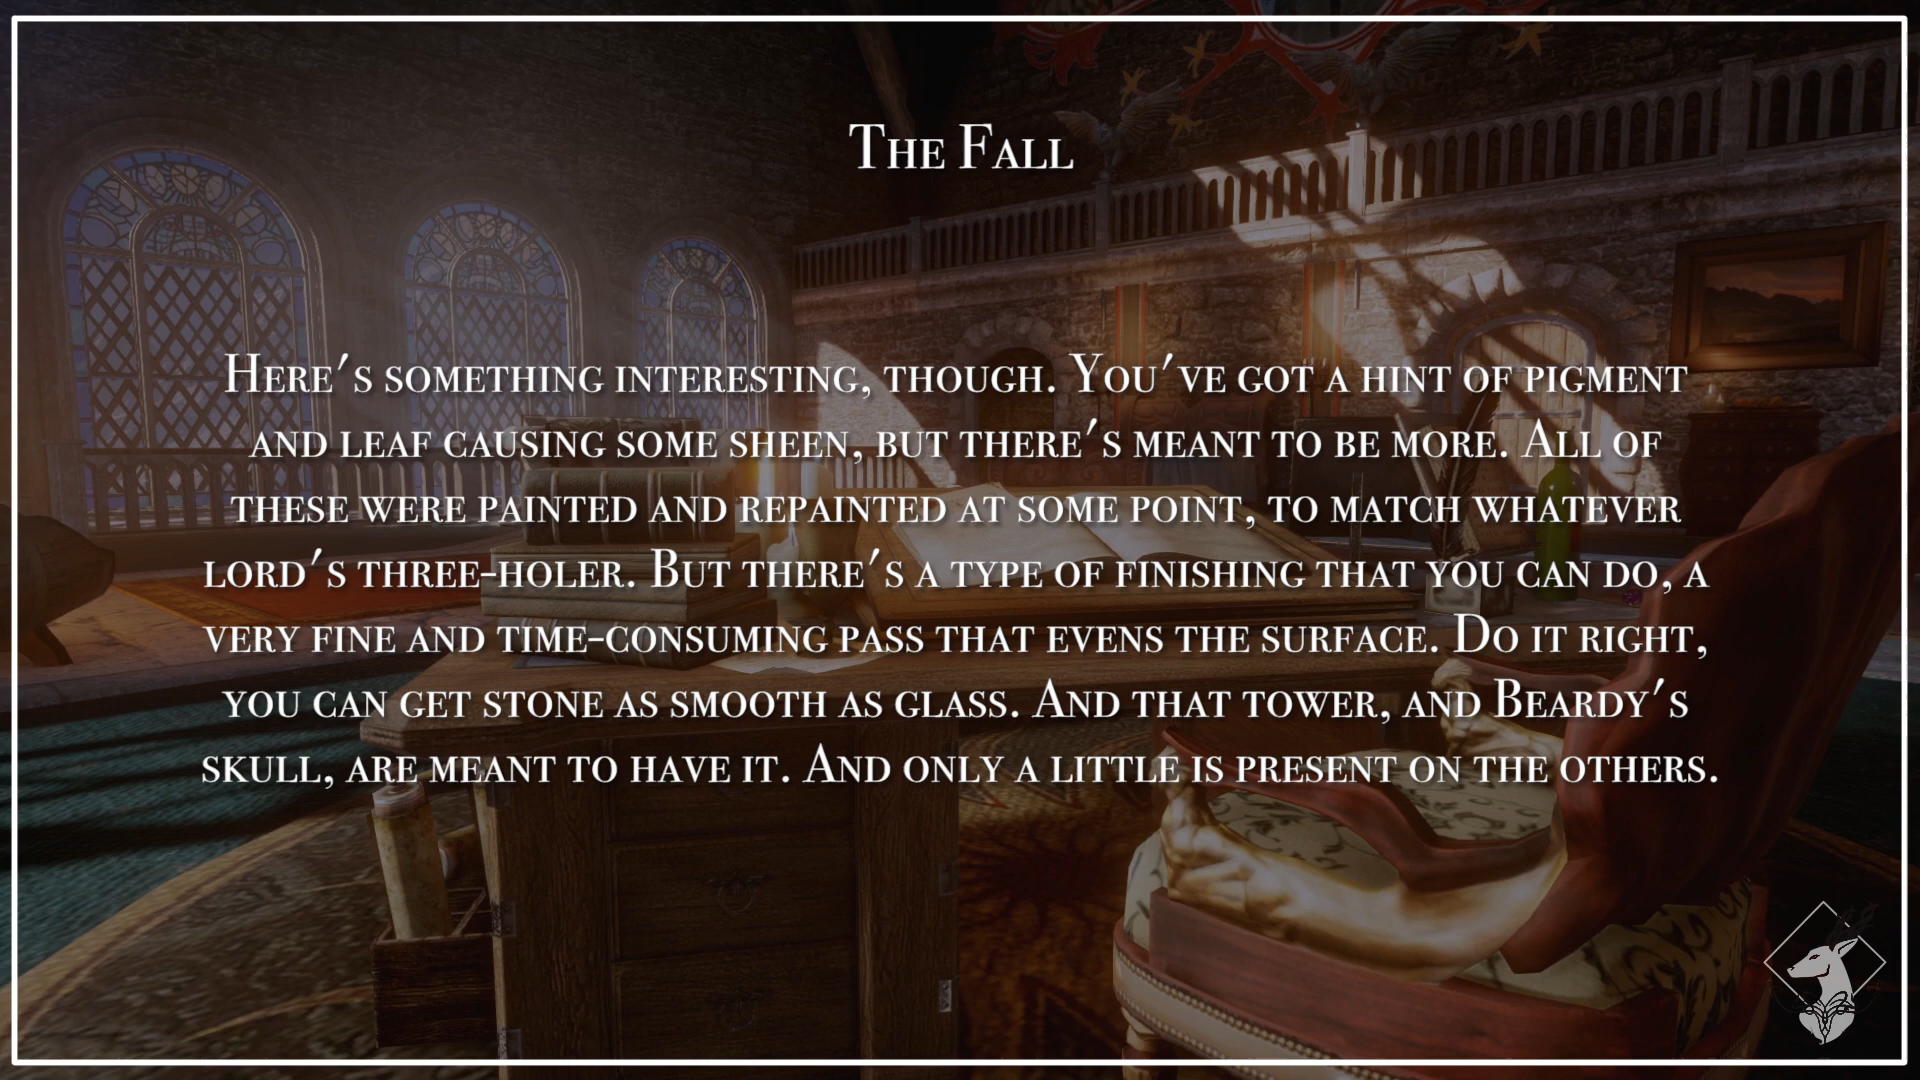 The Fall
Here's something interesting, though. You've got a hint of pigment
and leaf causing some sheen, but there's meant to be more. All of
these were painted and repainted at some point, to match whatever
lord's three-holer. But there's a type of finishing that you can do, a
very fine and time-consuming pass that evens the surface. Do it right,
you can get stone as smooth as glass. And that tower, and Beardy's
skull, are meant to have it. And only a little is present on the others.